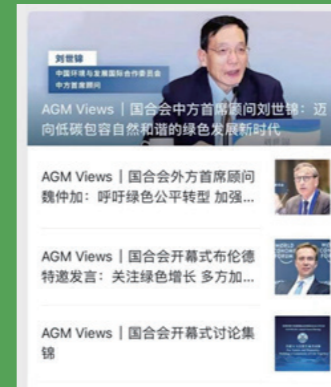 刘世锦
中国环境与发展国际合作委员会
中方首席顾问
AGM Views｜国合会中方首席顾问刘世锦：迈
向低碳包容自然和谐的绿色发展新时代
AGM Views｜国合会外方首席顾问
魏仲加：呼吁绿色公平转型 加强...
AGM Views｜国合会开幕式布伦德
特邀发言：关注绿色增长 多方加...
WORLD
ECONOMIC
FORUM
AGM Views｜国合会开幕式讨论集
锦